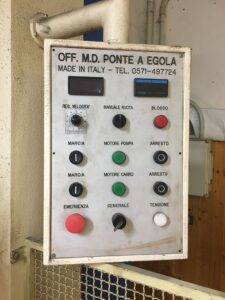 OFF. M.D. PONTE A EGOLA
MADE IN ITALY - TEL. 0571-497724
REG. VELOCITA' MANUALE RUOTA BLOCCO
MARCIA MOTORE POMPA ARRESTO
MARCIA MOTORE CARRO ARRESTO
EMERGENZA GENERALE TENSIONE